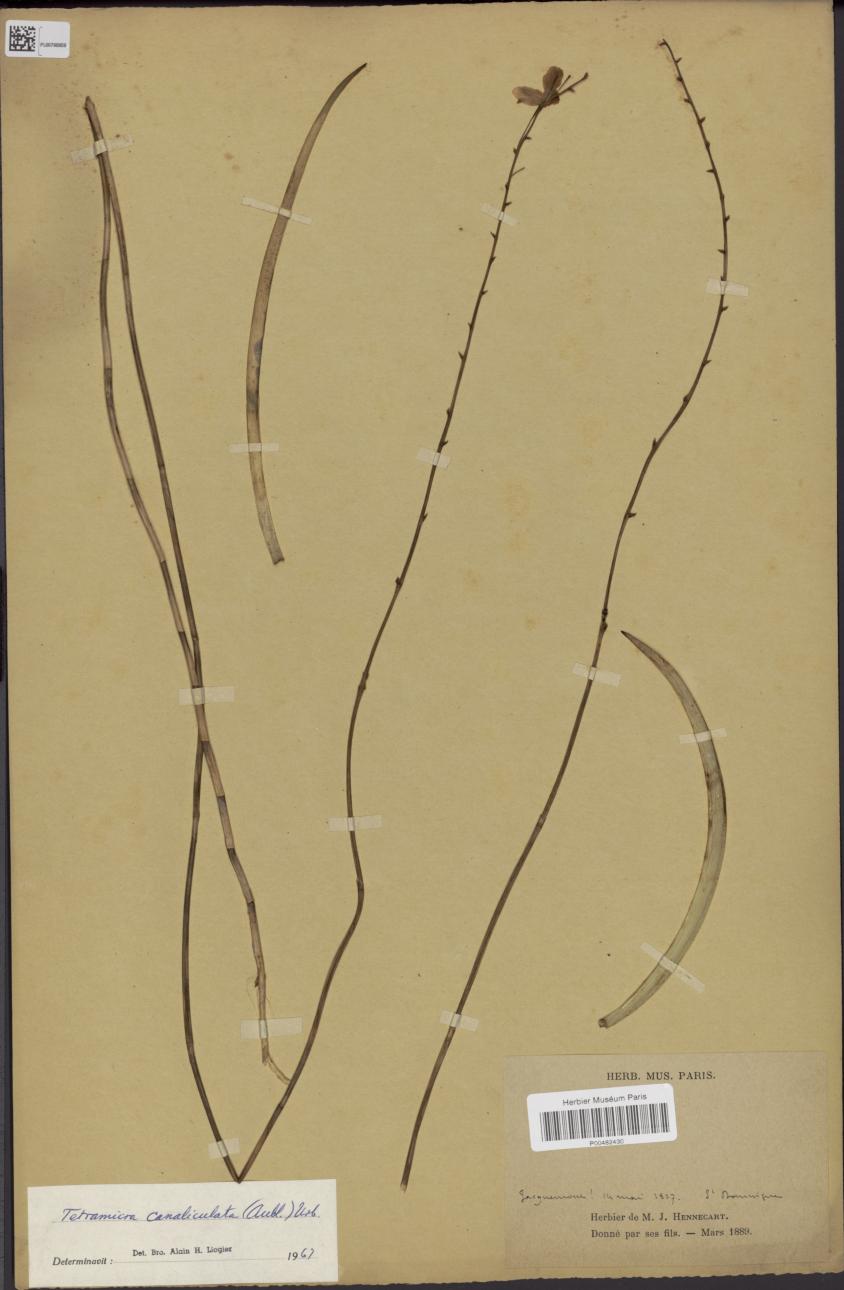 HERB. MUS. PARIS.
Herbier Muséum Paris
P00482430
Jacquemont! 14 mai 1827. St Domingue
Herbier de M. J. HENNECART.
Donné par ses fils. — Mars 1889.
Tetramicra canaliculata (Aubl.) Urb.
Det. Bro. Alain H. Liogier
Determinavit : 1967